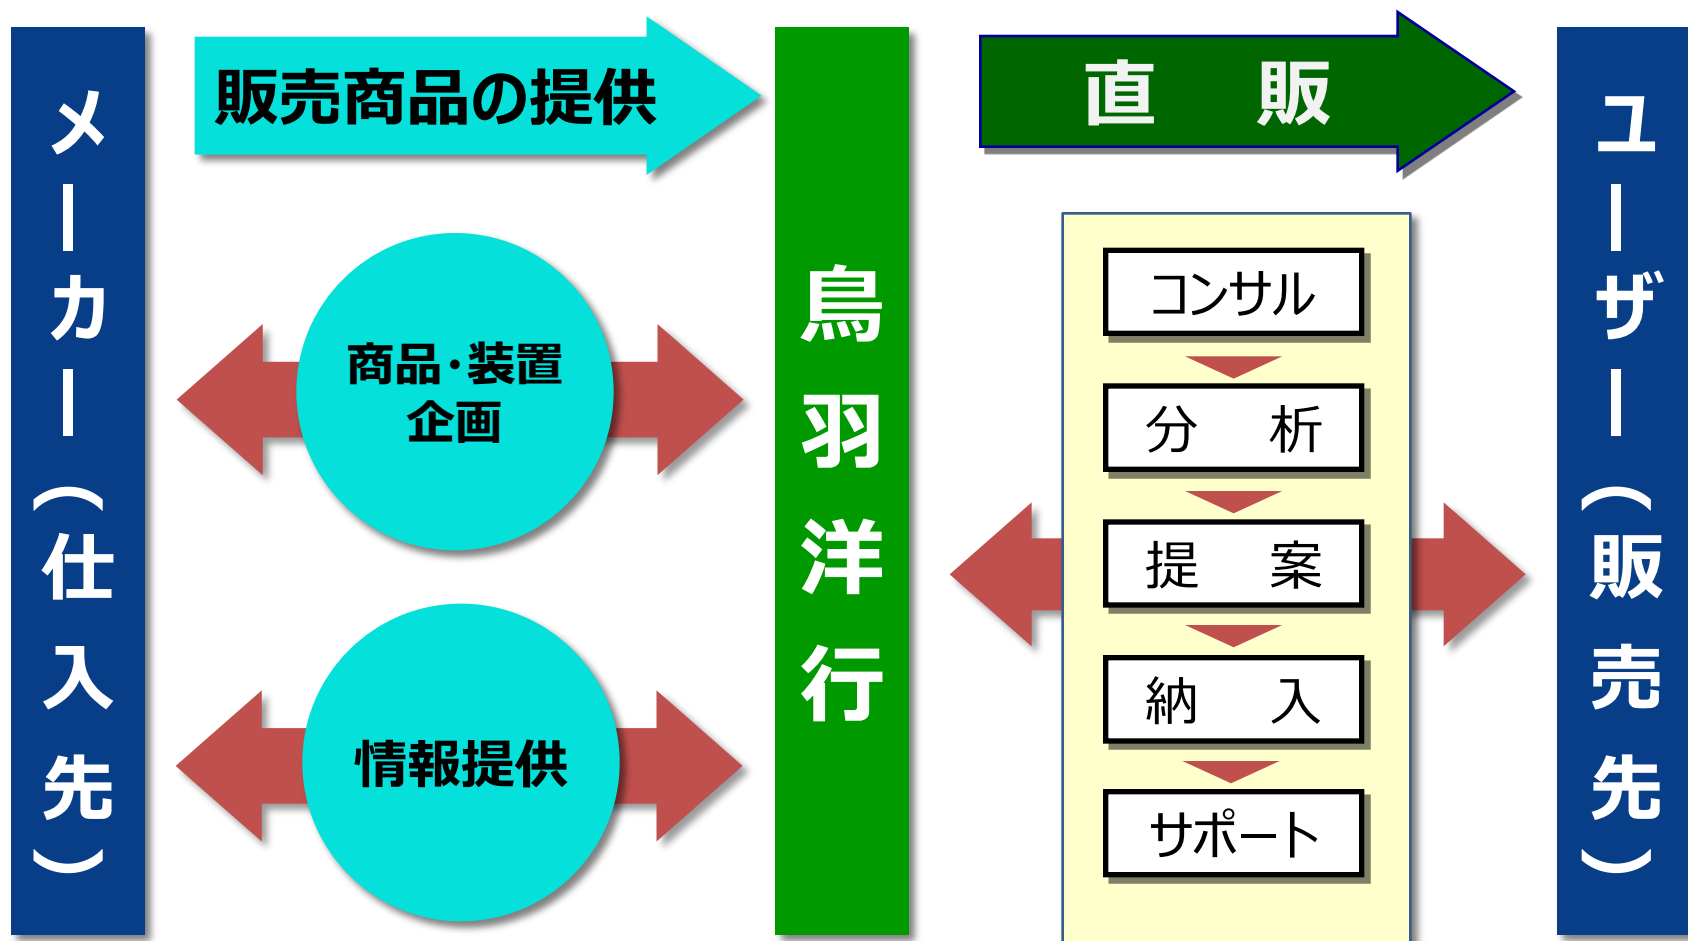 メーカー（仕入先）
販売商品の提供
商品・装置
企画
情報提供
鳥羽洋行
直　販
コンサル
分　析
提　案
納　入
サポート
ユーザー（販売先）